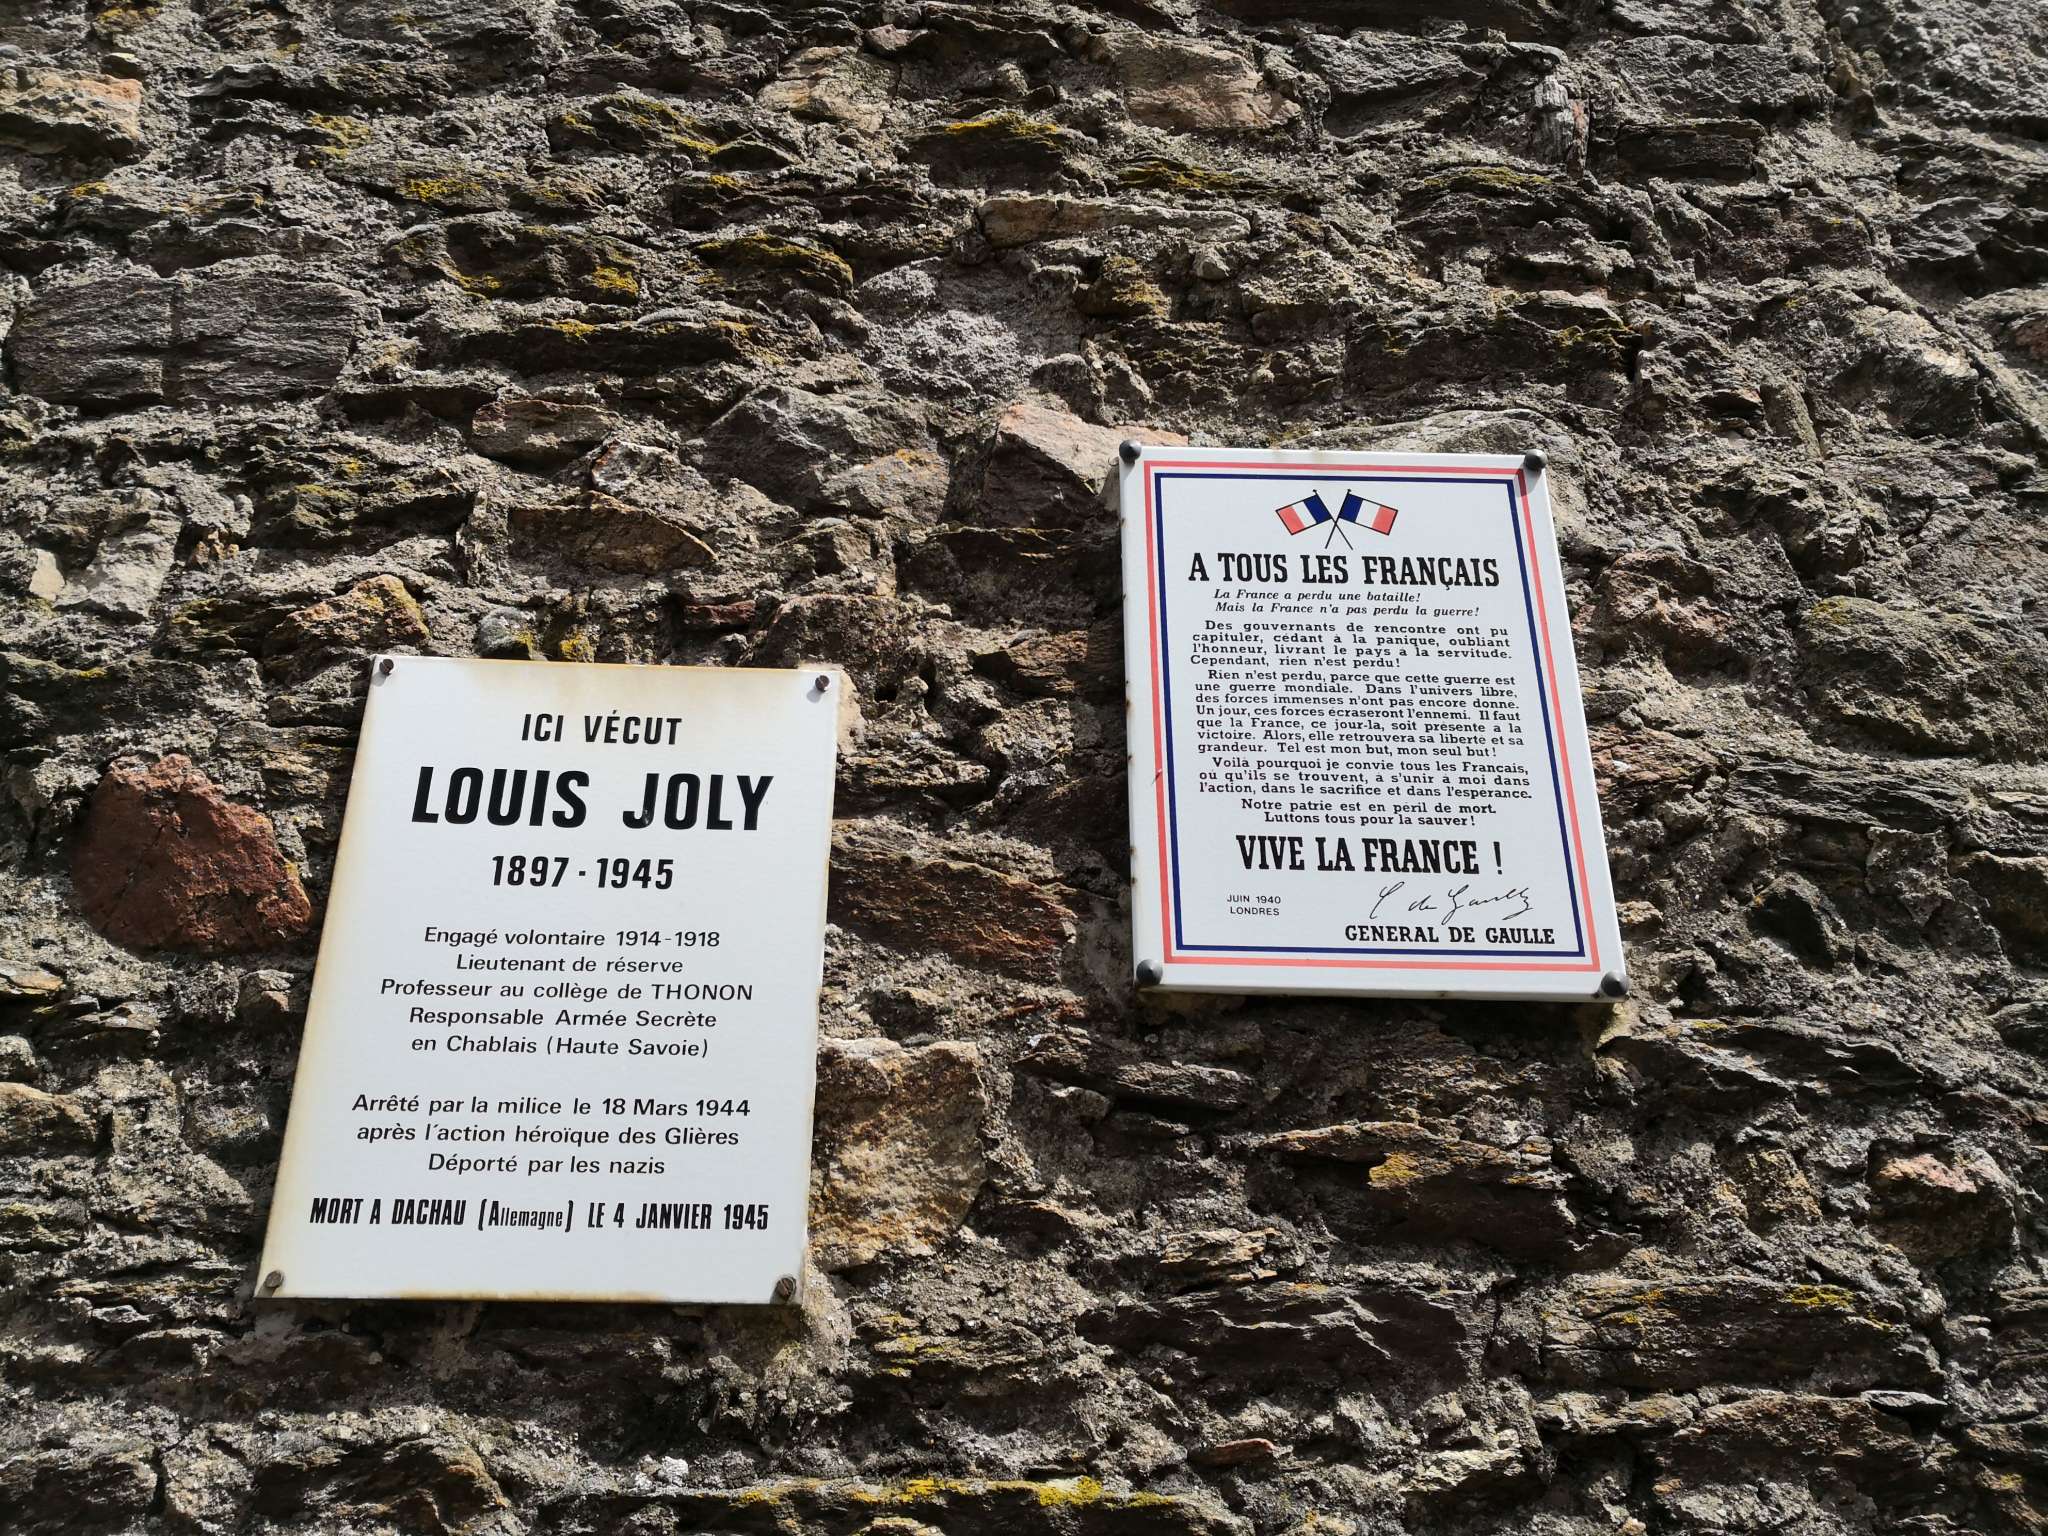 ICI VÉCUT
LOUIS JOLY
1897 - 1945
Engagé volontaire 1914 - 1918
Lieutenant de réserve
Professeur au collège de THONON
Responsable Armée Secrète
en Chablais (Haute Savoie)
Arrêté par la milice le 18 Mars 1944
après l'action héroïque des Glières
Déporté par les nazis
MORT A DACHAU (Allemagne) LE 4 JANVIER 1945
A TOUS LES FRANÇAIS
La France a perdu une bataille!
Mais la France n'a pas perdu la guerre!
Des gouvernants de rencontre ont pu
capituler, cédant à la panique, oubliant
l'honneur, livrant le pays à la servitude.
Cependant, rien n'est perdu!
Rien n'est perdu, parce que cette guerre est
une guerre mondiale. Dans l'univers libre,
des forces immenses n'ont pas encore donné.
Un jour, ces forces écraseront l'ennemi. Il faut
que la France, ce jour-là, soit présente à la
victoire. Alors, elle retrouvera sa liberté et sa
grandeur. Tel est mon but, mon seul but!
Voilà pourquoi je convie tous les Français,
où qu'ils se trouvent, à s'unir à moi dans
l'action, dans le sacrifice et dans l'espérance.
Notre patrie est en péril de mort.
Luttons tous pour la sauver!
VIVE LA FRANCE !
JUIN 1940
LONDRES
C de Gaulle
GÉNÉRAL DE GAULLE